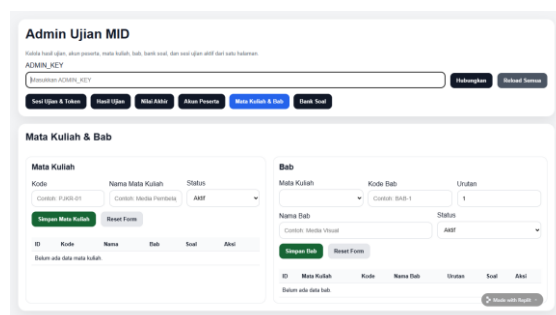 Admin Ujian MID
Kelola hasil ujian, akun peserta, mata kuliah, bab, bank soal, dan sesi ujian aktif dari satu halaman.
ADMIN_KEY
Masukkan ADMIN_KEY
Hubungkan
Reload Semua
Sesi Ujian & Token
Hasil Ujian
Nilai Akhir
Akun Peserta
Mata Kuliah & Bab
Bank Soal
Mata Kuliah & Bab
Mata Kuliah
Kode
Nama Mata Kuliah
Status
Contoh: PJKR-01
Contoh: Media Pembela
Aktif
Simpan Mata Kuliah
Reset Form
ID Kode Nama Bab Soal Aksi
Belum ada data mata kuliah.
Bab
Mata Kuliah
Kode Bab
Urutan
Contoh: BAB-1
1
Nama Bab
Status
Contoh: Media Visual
Aktif
Simpan Bab
Reset Form
ID Mata Kuliah Kode Nama Bab Urutan Soal Aksi
Belum ada data bab.
Made with Replit